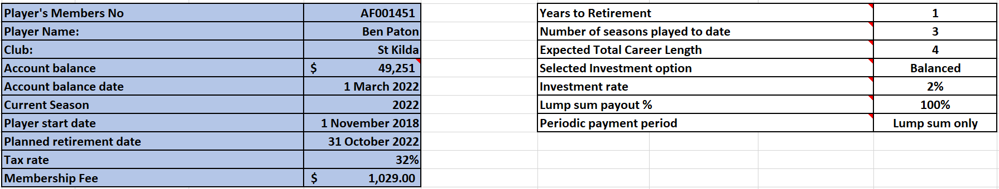 Player's Members No AF001451
Player Name: Ben Paton
Club: St Kilda
Account balance $ 49,251
Account balance date 1 March 2022
Current Season 2022
Player start date 1 November 2018
Planned retirement date 31 October 2022
Tax rate 32%
Membership Fee $ 1,029.00
Years to Retirement 1
Number of seasons played to date 3
Expected Total Career Length 4
Selected Investment option Balanced
Investment rate 2%
Lump sum payout % 100%
Periodic payment period Lump sum only